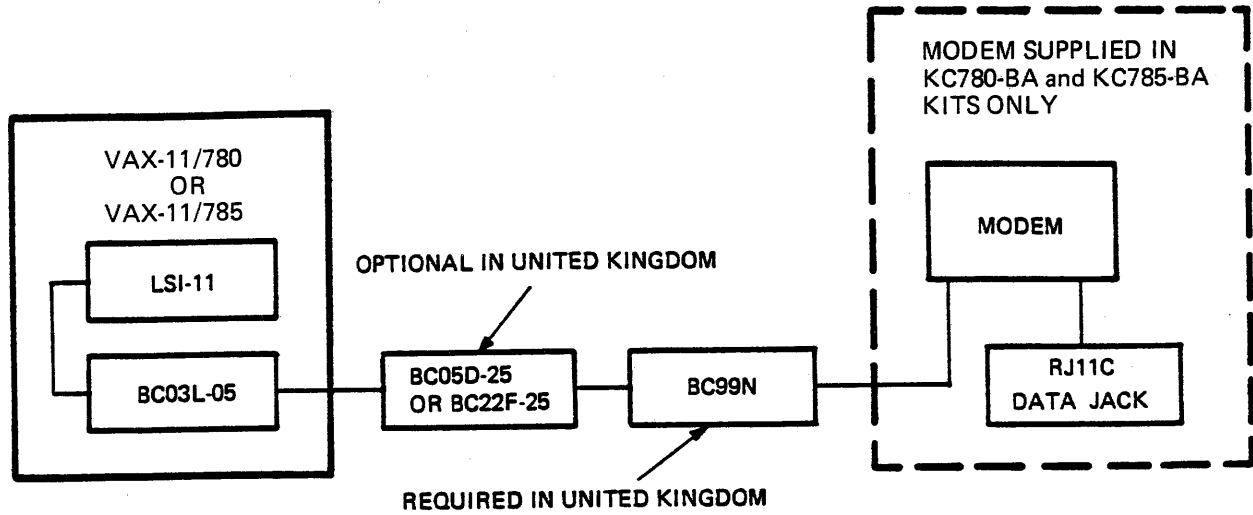 MODEM SUPPLIED IN
KC780-BA and KC785-BA
KITS ONLY
VAX-11/780
OR
VAX-11/785
LSI-11
BC03L-05
OPTIONAL IN UNITED KINGDOM
BC05D-25
OR BC22F-25
BC99N
REQUIRED IN UNITED KINGDOM
MODEM
RJ11C
DATA JACK